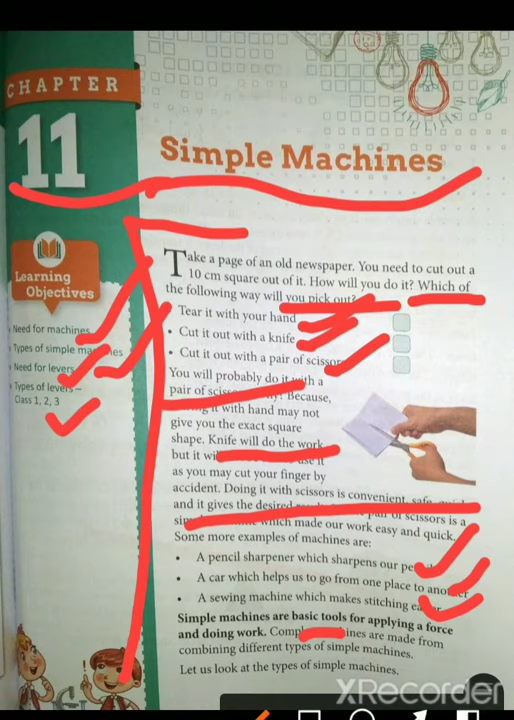 CHAPTER
11
Simple Machines
Learning
Objectives
Need for machines
Types of simple machines
Need for levers
Types of levers –
Class 1, 2, 3
Take a page of an old newspaper. You need to cut out a
10 cm square out of it. How will you do it? Which of
the following way will you pick out?
Tear it with your hand
• Cut it out with a knife
• Cut it out with a pair of scissors
You will probably do it with a
pair of Because,
it with hand may not
give you the exact square
shape. Knife will do the work
but it
as you may cut your finger by
accident. Doing it with scissors is convenient, safe,
and it gives the desired pair of scissors is a
which made our work easy and quick.
Some more examples of machines are:
• A pencil sharpener which sharpens our
• A car which helps us to go from one place to another
• A sewing machine which makes stitching
Simple machines are basic tools for applying a force
and doing work. are made from
combining different types of simple machines.
Let us look at the types of simple machines.
XRecorder